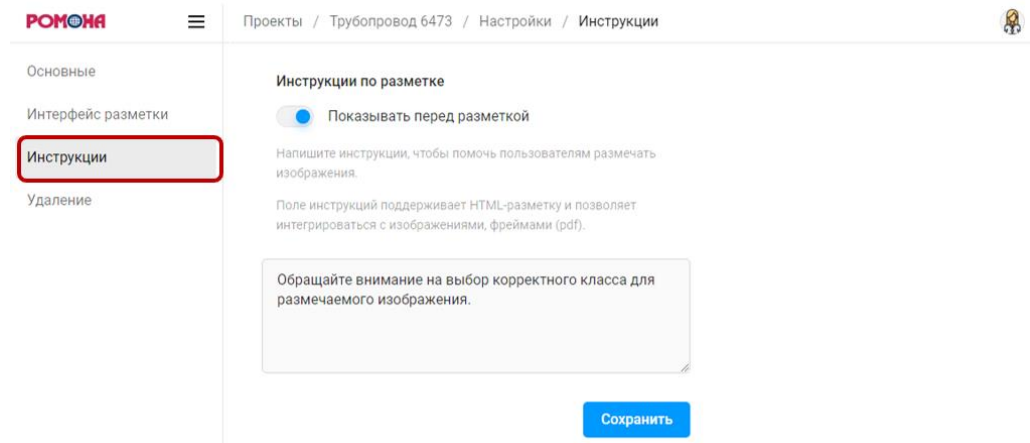 РОМОНА
Проекты / Трубопровод 6473 / Настройки / Инструкции
Основные
Интерфейс разметки
Инструкции
Удаление
Инструкции по разметке
Показывать перед разметкой
Напишите инструкции, чтобы помочь пользователям размечать
изображения.
Поле инструкций поддерживает HTML-разметку и позволяет
интегрироваться с изображениями, фреймами (pdf).
Обращайте внимание на выбор корректного класса для
размечаемого изображения.
Сохранить